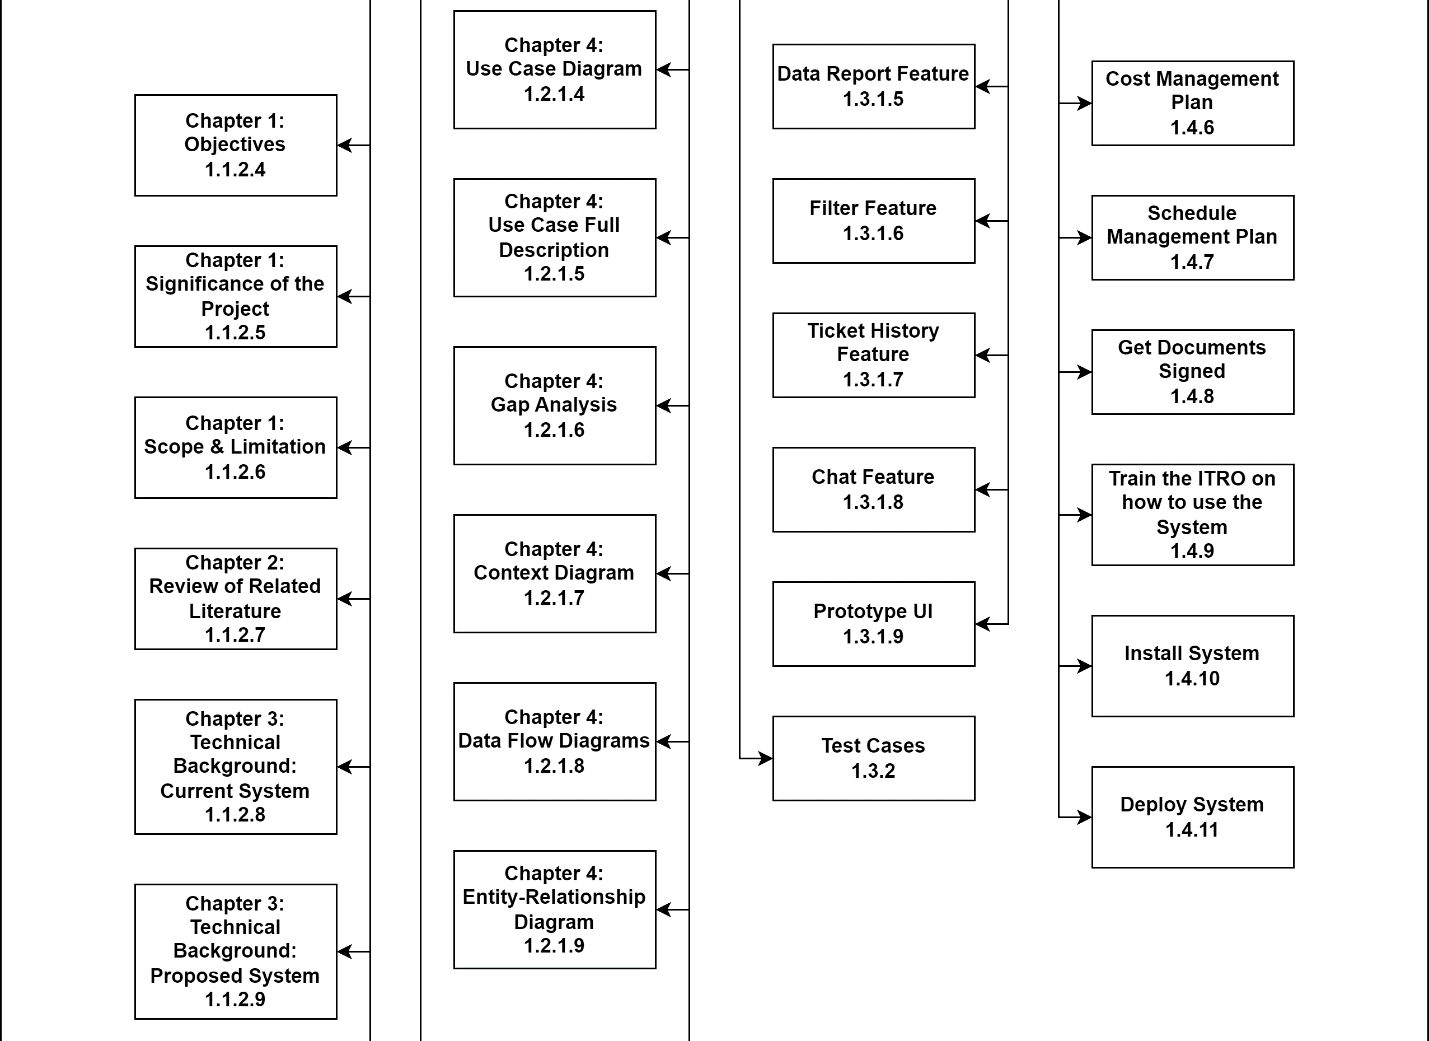 Chapter 1:
Objectives
1.1.2.4
Chapter 1:
Significance of the
Project
1.1.2.5
Chapter 1:
Scope & Limitation
1.1.2.6
Chapter 2:
Review of Related
Literature
1.1.2.7
Chapter 3:
Technical
Background:
Current System
1.1.2.8
Chapter 3:
Technical
Background:
Proposed System
1.1.2.9
Chapter 4:
Use Case Diagram
1.2.1.4
Chapter 4:
Use Case Full
Description
1.2.1.5
Chapter 4:
Gap Analysis
1.2.1.6
Chapter 4:
Context Diagram
1.2.1.7
Chapter 4:
Data Flow Diagrams
1.2.1.8
Chapter 4:
Entity-Relationship
Diagram
1.2.1.9
Data Report Feature
1.3.1.5
Filter Feature
1.3.1.6
Ticket History
Feature
1.3.1.7
Chat Feature
1.3.1.8
Prototype UI
1.3.1.9
Test Cases
1.3.2
Cost Management
Plan
1.4.6
Schedule
Management Plan
1.4.7
Get Documents
Signed
1.4.8
Train the ITRO on
how to use the
System
1.4.9
Install System
1.4.10
Deploy System
1.4.11